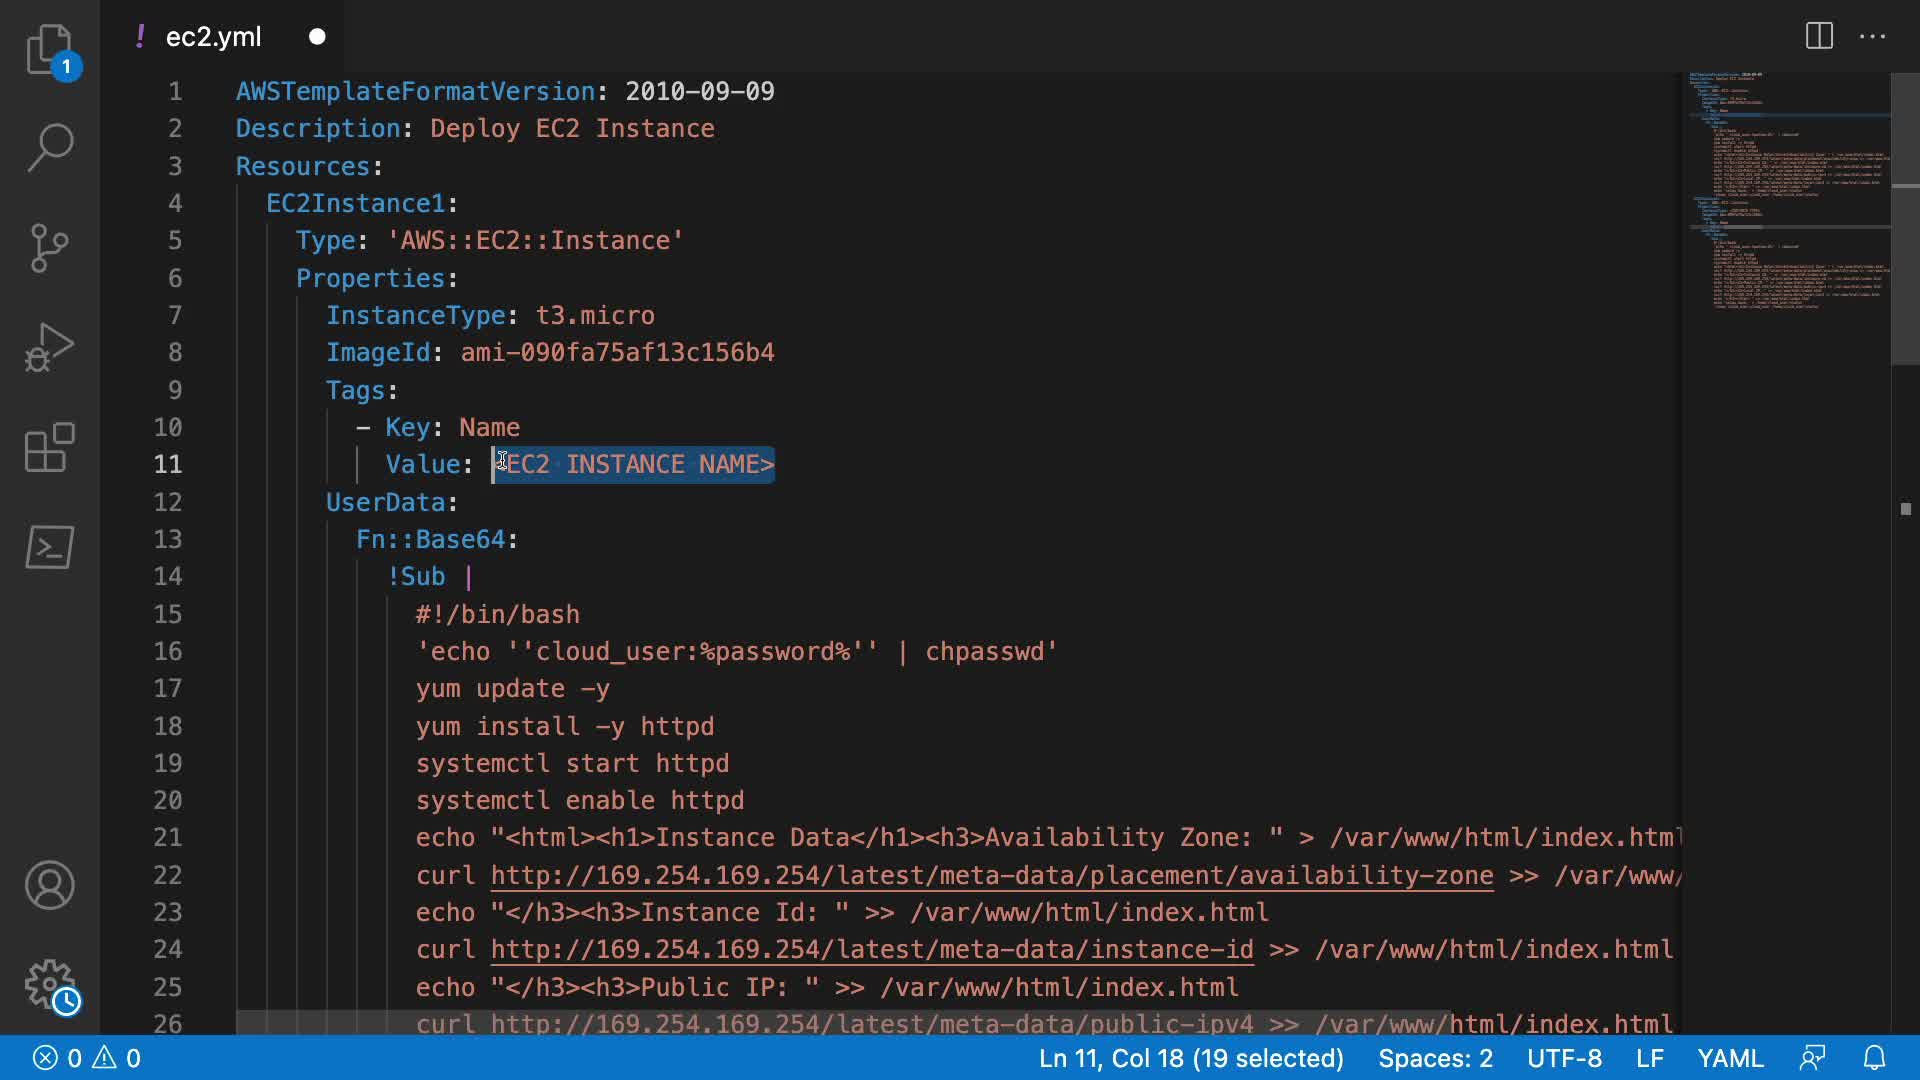 ec2.yml
1
1 AWSTemplateFormatVersion: 2010-09-09
2 Description: Deploy EC2 Instance
3 Resources:
4 EC2Instance1:
5 Type: 'AWS::EC2::Instance'
6 Properties:
7 InstanceType: t3.micro
8 ImageId: ami-090fa75af13c156b4
9 Tags:
10 - Key: Name
11 Value: <EC2 INSTANCE NAME>
12 UserData:
13 Fn::Base64:
14 !Sub |
15 #!/bin/bash
16 'echo ''cloud_user:%password%'' | chpasswd'
17 yum update -y
18 yum install -y httpd
19 systemctl start httpd
20 systemctl enable httpd
21 echo "<html><h1>Instance Data</h1><h3>Availability Zone: " > /var/www/html/index.html
22 curl http://169.254.169.254/latest/meta-data/placement/availability-zone >> /var/www/
23 echo "</h3><h3>Instance Id: " >> /var/www/html/index.html
24 curl http://169.254.169.254/latest/meta-data/instance-id >> /var/www/html/index.html
25 echo "</h3><h3>Public IP: " >> /var/www/html/index.html
26 curl http://169.254.169.254/latest/meta-data/public-ipv4 >> /var/www/html/index.html
0 0 Ln 11, Col 18 (19 selected) Spaces: 2 UTF-8 LF YAML